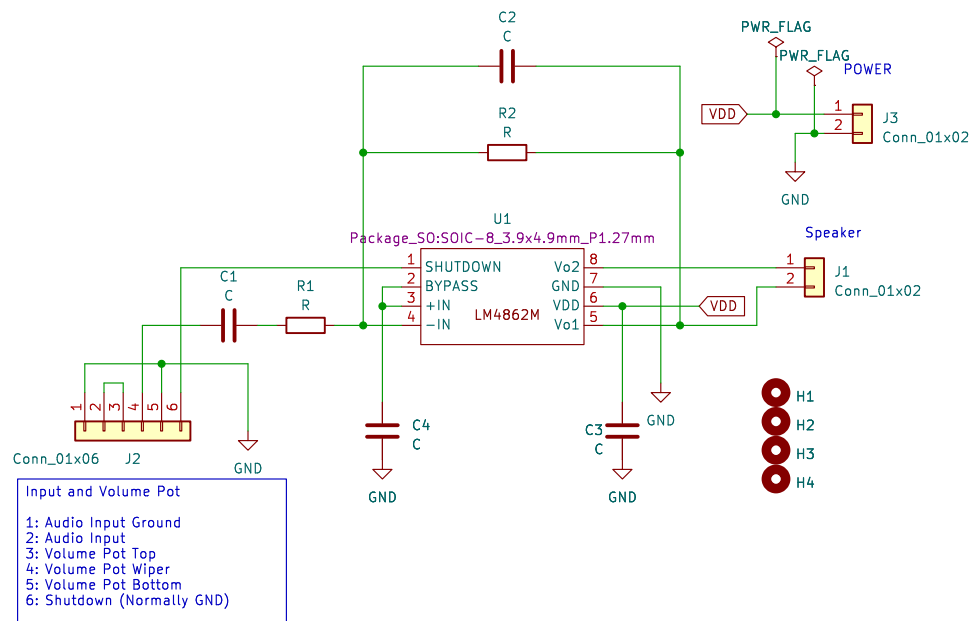 C2
C
PWR_FLAG
PWR_FLAG
POWER
R2
R
VDD
1
2
J3
Conn_01x02
GND
U1
Package_SO:SOIC-8_3.9x4.9mm_P1.27mm
Speaker
1
2
3
4
SHUTDOWN
BYPASS
+IN
-IN
LM4862M
Vo2
GND
VDD
Vo1
8
7
6
5
VDD
1
2
J1
Conn_01x02
C1
C
R1
R
1
2
3
4
5
6
Conn_01x06
J2
GND
C4
C
GND
C3
C
GND
GND
H1
H2
H3
H4
Input and Volume Pot
1: Audio Input Ground
2: Audio Input
3: Volume Pot Top
4: Volume Pot Wiper
5: Volume Pot Bottom
6: Shutdown (Normally GND)